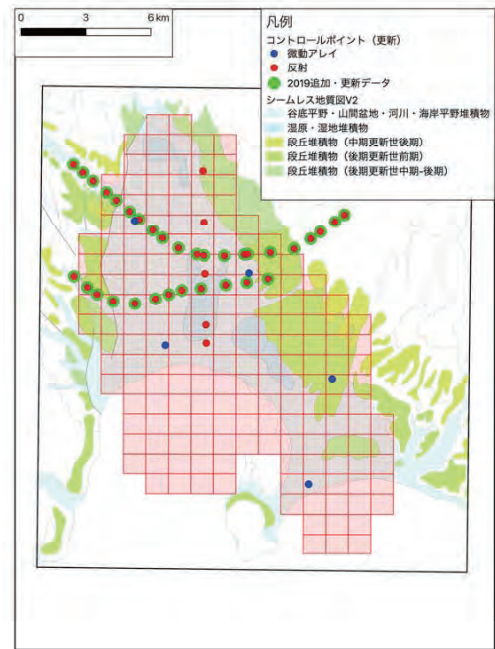 0 3 6 km
凡例
コントロールポイント（更新）
微動アレイ
反射
2019追加・更新データ
シームレス地質図V2
谷底平野・山間盆地・河川・海岸平野堆積物
湿原・湿地堆積物
段丘堆積物（中期更新世後期）
段丘堆積物（後期更新世前期）
段丘堆積物（後期更新世中期-後期）